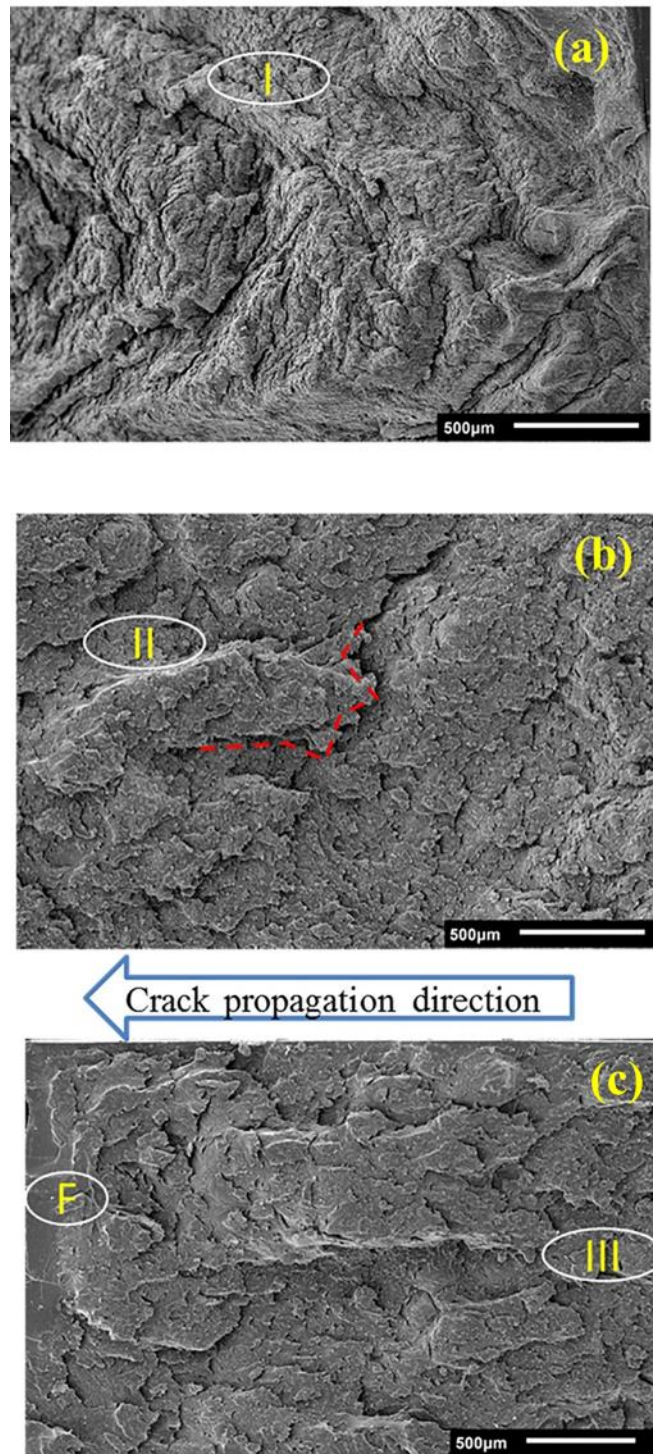 (a)
I
500µm
(b)
II
500µm
Crack propagation direction
(c)
F
III
500µm